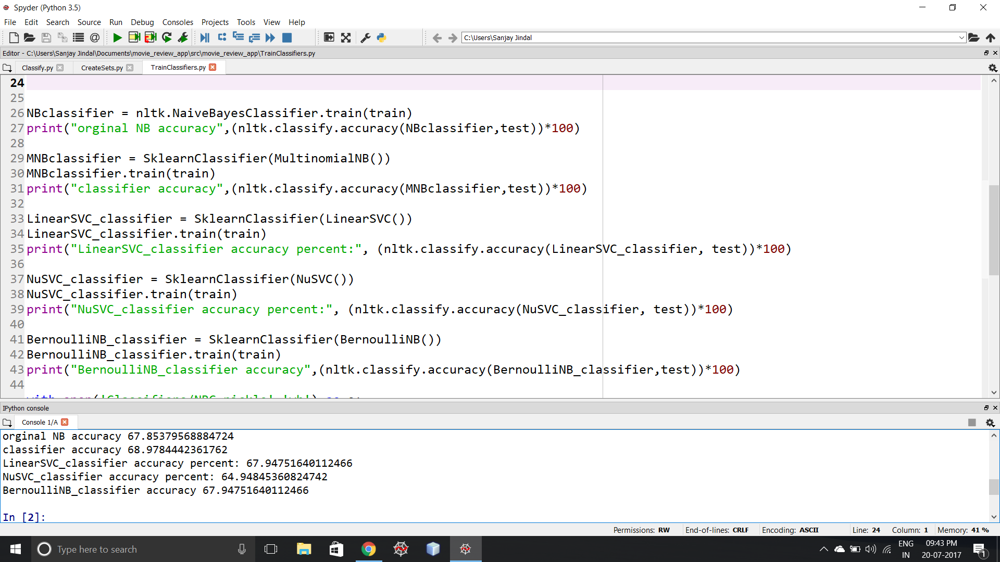 Spyder (Python 3.5)
File Edit Search Source Run Debug Consoles Projects Tools View Help
C:\Users\Sanjay Jindal
Editor - C:\Users\Sanjay Jindal\Documents\movie_review_app\src\movie_review_app\TrainClassifiers.py
Classify.py CreateSets.py TrainClassifiers.py
24
25
26 NBclassifier = nltk.NaiveBayesClassifier.train(train)
27 print("orginal NB accuracy",(nltk.classify.accuracy(NBclassifier,test))*100)
28
29 MNBclassifier = SklearnClassifier(MultinomialNB())
30 MNBclassifier.train(train)
31 print("classifier accuracy",(nltk.classify.accuracy(MNBclassifier,test))*100)
32
33 LinearSVC_classifier = SklearnClassifier(LinearSVC())
34 LinearSVC_classifier.train(train)
35 print("LinearSVC_classifier accuracy percent:", (nltk.classify.accuracy(LinearSVC_classifier, test))*100)
36
37 NuSVC_classifier = SklearnClassifier(NuSVC())
38 NuSVC_classifier.train(train)
39 print("NuSVC_classifier accuracy percent:", (nltk.classify.accuracy(NuSVC_classifier, test))*100)
40
41 BernoulliNB_classifier = SklearnClassifier(BernoulliNB())
42 BernoulliNB_classifier.train(train)
43 print("BernoulliNB_classifier accuracy",(nltk.classify.accuracy(BernoulliNB_classifier,test))*100)
44
IPython console
Console 1/A
orginal NB accuracy 67.85379568884724
classifier accuracy 68.9784442361762
LinearSVC_classifier accuracy percent: 67.94751640112466
NuSVC_classifier accuracy percent: 64.94845360824742
BernoulliNB_classifier accuracy 67.94751640112466
In [2]:
Permissions: RW End-of-lines: CRLF Encoding: ASCII Line: 24 Column: 1 Memory: 41 %
Type here to search
ENG 09:43 PM
IN 20-07-2017
1